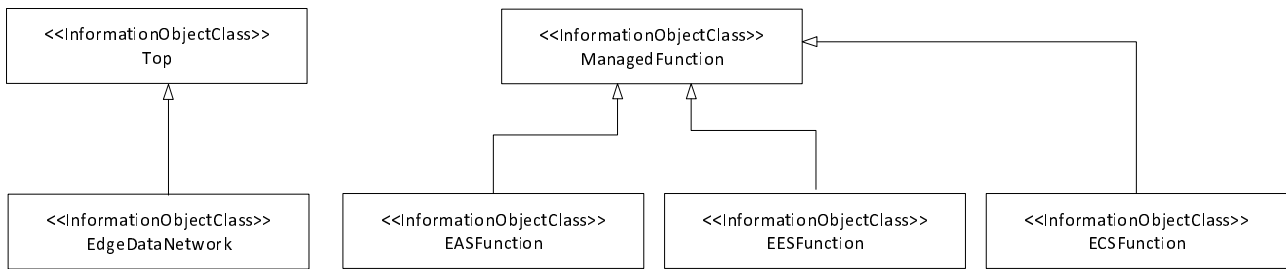 <<InformationObjectClass>>
Top
<<InformationObjectClass>>
ManagedFunction
<<InformationObjectClass>>
EdgeDataNetwork
<<InformationObjectClass>>
EASFunction
<<InformationObjectClass>>
EESFunction
<<InformationObjectClass>>
ECSFunction